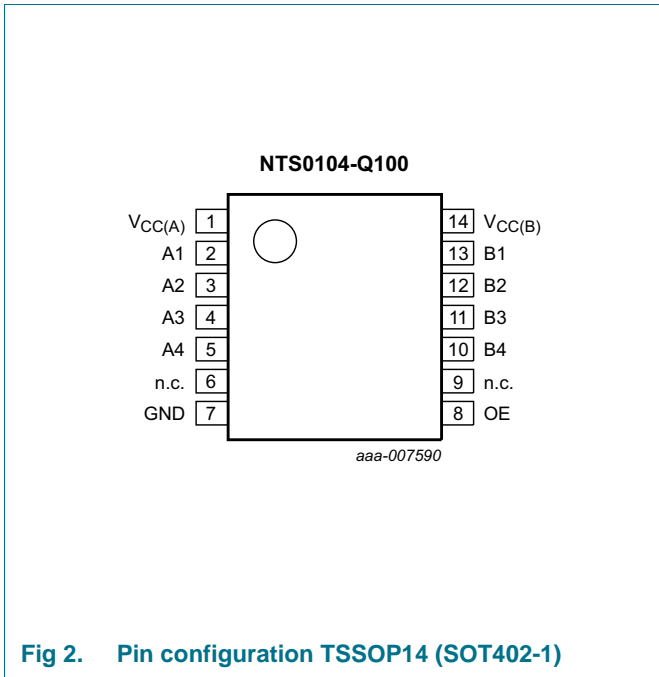 NTS0104-Q100
VCC(A) 1 14 VCC(B)
A1 2 13 B1
A2 3 12 B2
A3 4 11 B3
A4 5 10 B4
n.c. 6 9 n.c.
GND 7 8 OE
aaa-007590
Fig 2. Pin configuration TSSOP14 (SOT402-1)